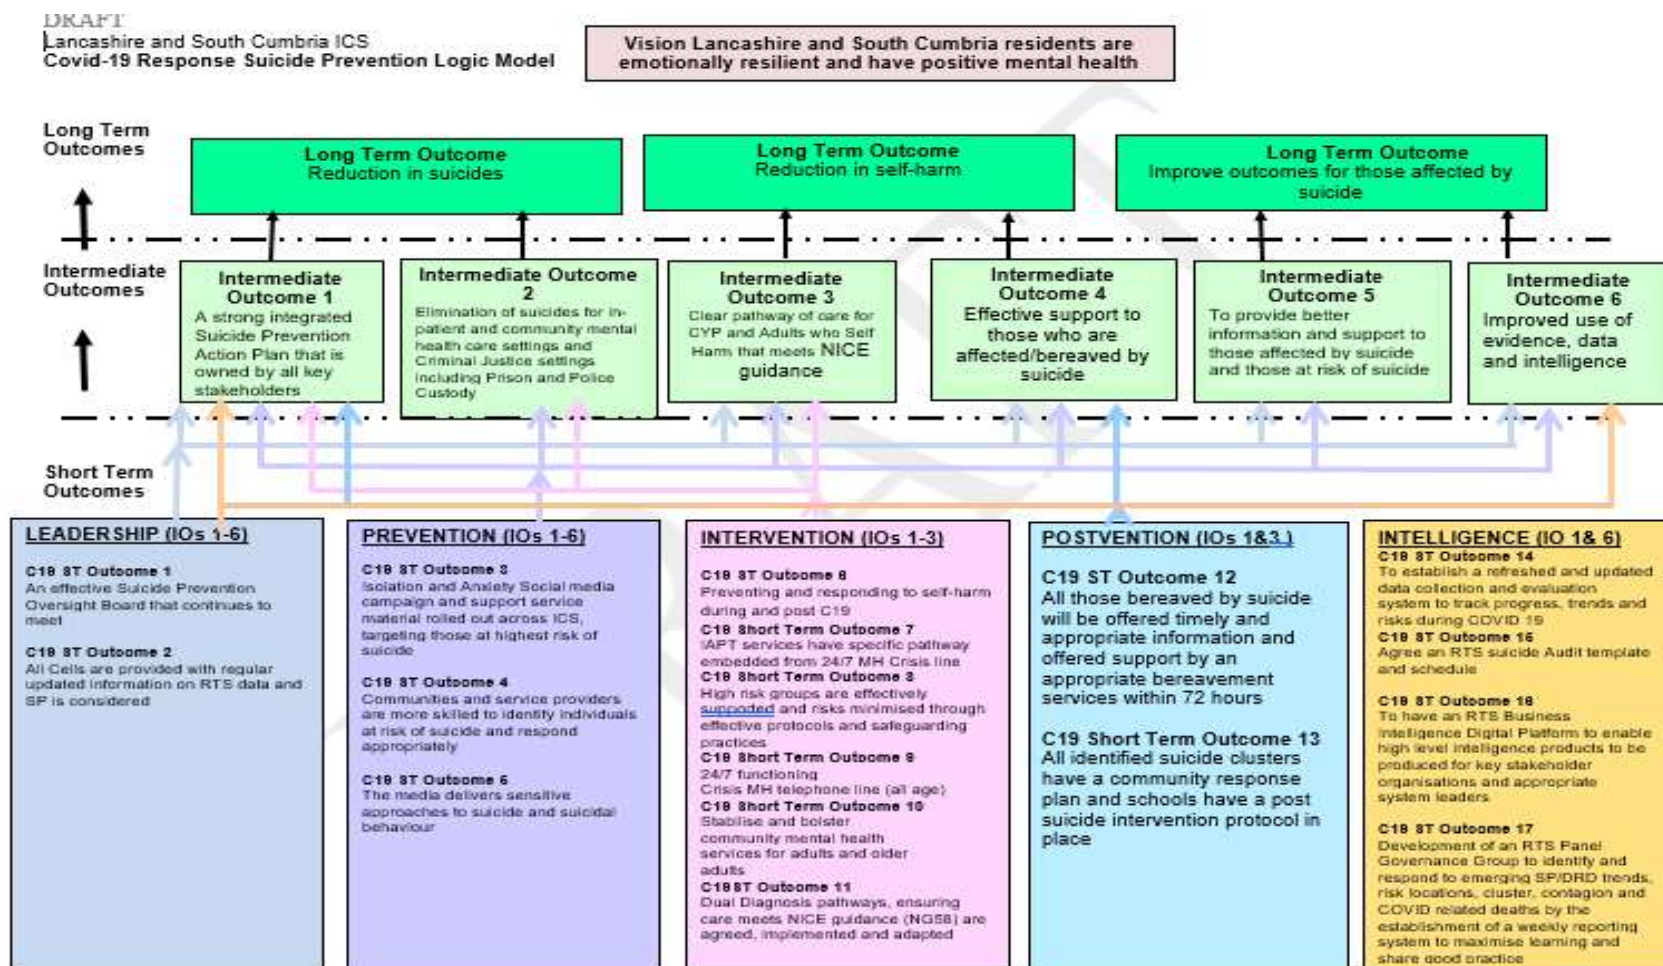 DRAFT
Lancashire and South Cumbria ICS
Covid-19 Response Suicide Prevention Logic Model
Vision Lancashire and South Cumbria residents are
emotionally resilient and have positive mental health
Long Term
Outcomes
Long Term Outcome
Reduction in suicides
Long Term Outcome
Reduction in self-harm
Long Term Outcome
Improve outcomes for those affected by
suicide
Intermediate
Outcomes
Intermediate
Outcome 1
A strong integrated
Suicide Prevention
Action Plan that is
owned by all key
stakeholders
Intermediate Outcome
2
Elimination of suicides for in-
patient and community mental
health care settings and
Criminal Justice settings
including Prison and Police
Custody
Intermediate
Outcome 3
Clear pathway of care for
CYP and Adults who Self
Harm that meets NICE
guidance
Intermediate
Outcome 4
Effective support to
those who are
affected/bereaved by
suicide
Intermediate
Outcome 5
To provide better
information and support to
those affected by suicide
and those at risk of suicide
Intermediate
Outcome 6
Improved use of
evidence, data
and intelligence
Short Term
Outcomes
LEADERSHIP (IOs 1-6)
C19 ST Outcome 1
An effective Suicide Prevention
Oversight Board that continues to
meet
C19 ST Outcome 2
All Cells are provided with regular
updated information on RTS data and
SP is considered
PREVENTION (IOs 1-6)
C19 ST Outcome 3
Isolation and Anxiety Social media
campaign and support service
material rolled out across ICS,
targeting those at highest risk of
suicide
C19 ST Outcome 4
Communities and service providers
are more skilled to identify individuals
at risk of suicide and respond
appropriately
C19 ST Outcome
The media delivers sensitive
approaches to suicide and suicidal
behaviour
INTERVENTION (IOs 1-3)
C19 ST Outcome
Preventing and responding to self-harm
during and post C19
C19 Short Term Outcome 7
IAPT services have specific pathway
embedded from 24/7 MH Crisis line
C19 Short Term Outcome
High risk groups are effectively
supported and risks minimised through
effective protocols and safeguarding
practices
C19 Short Term Outcome 9
24/7 functioning
Crisis MH telephone line (all age)
C19 Short Term Outcome 10
Stabilise and bolster
community mental health
services for adults and older
adults
C19 ST Outcome 11
Dual Diagnosis pathways, ensuring
care meets NICE guidance (NG58) are
agreed, implemented and adapted
POSTVENTION (IOs 1&3 )
C19 ST Outcome 12
All those bereaved by suicide
will be offered timely and
appropriate information and
offered support by an
appropriate bereavement
services within 72 hours
C19 Short Term Outcome 13
All identified suicide clusters
have a community response
plan and schools have a post
suicide intervention protocol in
place
INTELLIGENCE (IO 1& 6)
C19 ST Outcome 14
To establish a refreshed and updated
data collection and evaluation
system to track progress, trends and
risks during COVID 19
C19 ST Outcome
Agree an RTS suicide Audit template
and schedule
C19 ST Outcome
To have an RTS Business
Intelligence Digital Platform to enable
high level intelligence products to be
produced for key stakeholder
organisations and appropriate
system leaders
C19 ST Outcome 17
Development of an RTS Panel
Governance Group to identify and
respond to emerging SP/DRD trends,
risk locations, cluster, contagion and
COVID related deaths by the
establishment of a weekly reporting
system to maximise learning and
share good practice